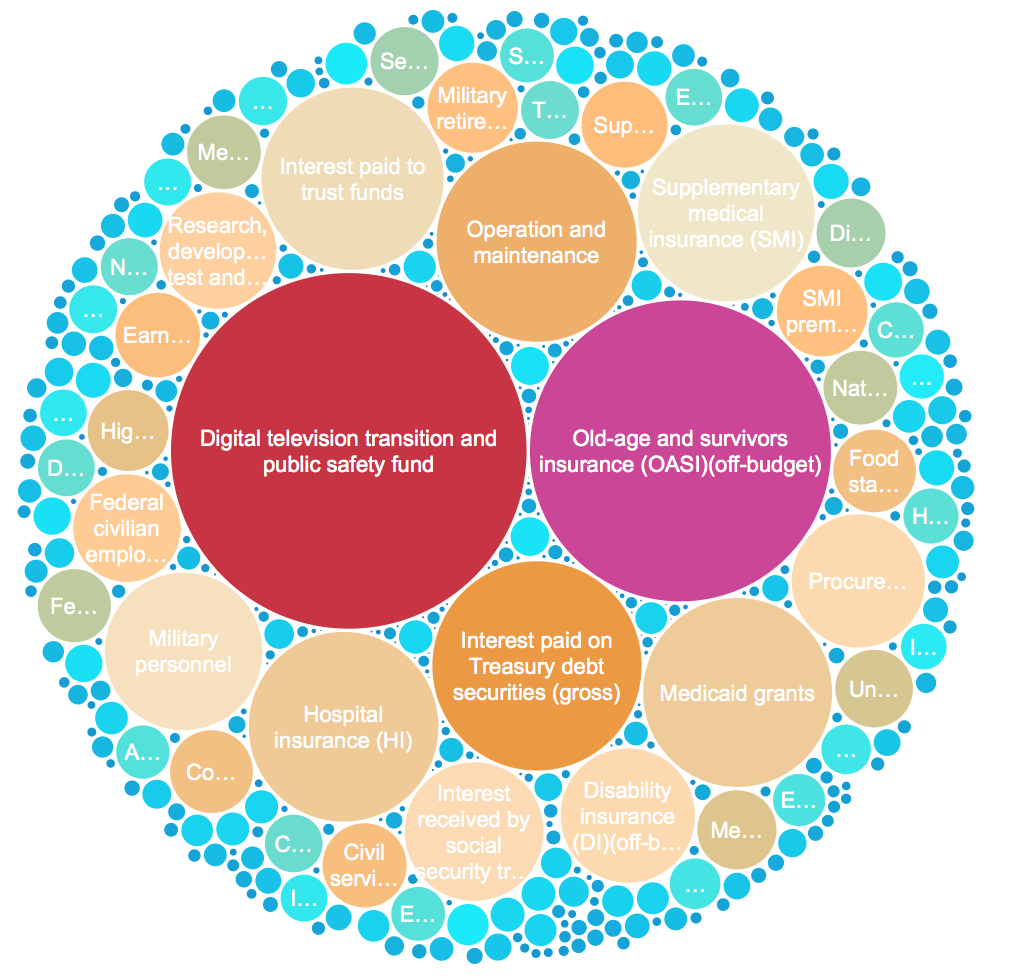 Se...
S...
Military
retire...
T...
Sup...
E...
...
Me...
...
Interest paid to
trust funds
Supplementary
medical
insurance (SMI)
Operation and
maintenance
Di...
Research,
develop...
test and...
N...
...
Earn...
SMI
prem...
C...
Nat...
...
...
Hig...
D...
Digital television transition and
public safety fund
Old-age and survivors
insurance (OASI)(off-budget)
Food
sta...
H...
Federal
civilian
emplo...
Procure...
Fe...
Military
personnel
I...
Interest paid on
Treasury debt
securities (gross)
Medicaid grants
Un...
Hospital
insurance (HI)
A...
Co...
...
Interest
received by
social
security tr...
Disability
insurance
(DI)(off-b...
E...
Me...
C...
Civil
servi...
I...
E...
...